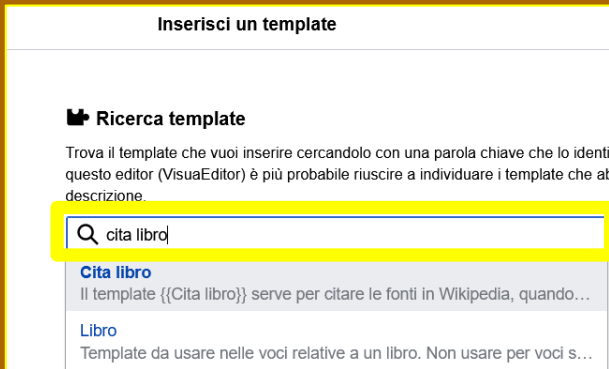 Inserisci un template
Ricerca template
Trova il template che vuoi inserire cercandolo con una parola chiave che lo identi
questo editor (VisuaEditor) è più probabile riuscire a individuare i template che ab
descrizione.
cita libro
Cita libro
Il template {{Cita libro}} serve per citare le fonti in Wikipedia, quando…
Libro
Template da usare nelle voci relative a un libro. Non usare per voci s…